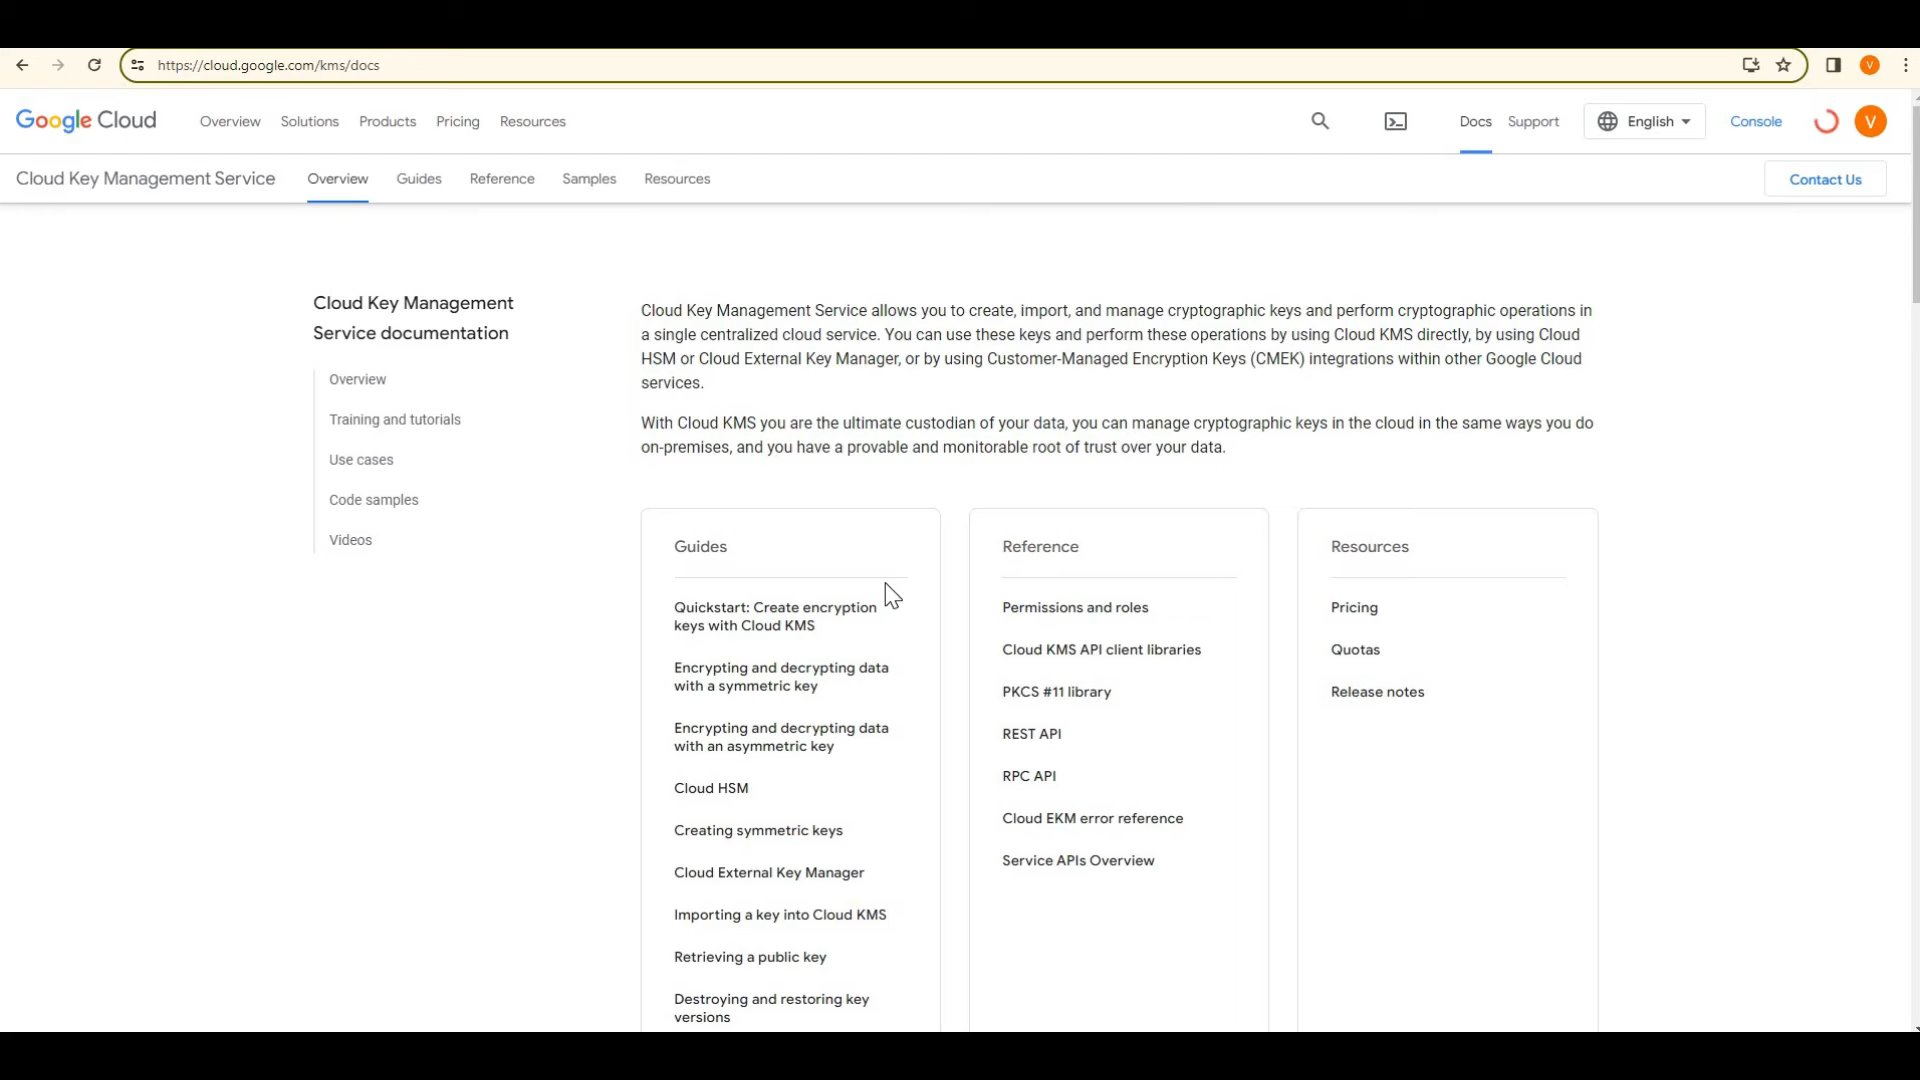 https://cloud.google.com/kms/docs
V
Google Cloud
Overview
Solutions
Products
Pricing
Resources
Docs
Support
English
Console
V
Cloud Key Management Service
Overview
Guides
Reference
Samples
Resources
Contact Us
Cloud Key Management
Service documentation
Overview
Training and tutorials
Use cases
Code samples
Videos
Cloud Key Management Service allows you to create, import, and manage cryptographic keys and perform cryptographic operations in
a single centralized cloud service. You can use these keys and perform these operations by using Cloud KMS directly, by using Cloud
HSM or Cloud External Key Manager, or by using Customer-Managed Encryption Keys (CMEK) integrations within other Google Cloud
services.
With Cloud KMS you are the ultimate custodian of your data, you can manage cryptographic keys in the cloud in the same ways you do
on-premises, and you have a provable and monitorable root of trust over your data.
Guides
Quickstart: Create encryption
keys with Cloud KMS
Encrypting and decrypting data
with a symmetric key
Encrypting and decrypting data
with an asymmetric key
Cloud HSM
Creating symmetric keys
Cloud External Key Manager
Importing a key into Cloud KMS
Retrieving a public key
Destroying and restoring key
versions
Reference
Permissions and roles
Cloud KMS API client libraries
PKCS #11 library
REST API
RPC API
Cloud EKM error reference
Service APIs Overview
Resources
Pricing
Quotas
Release notes